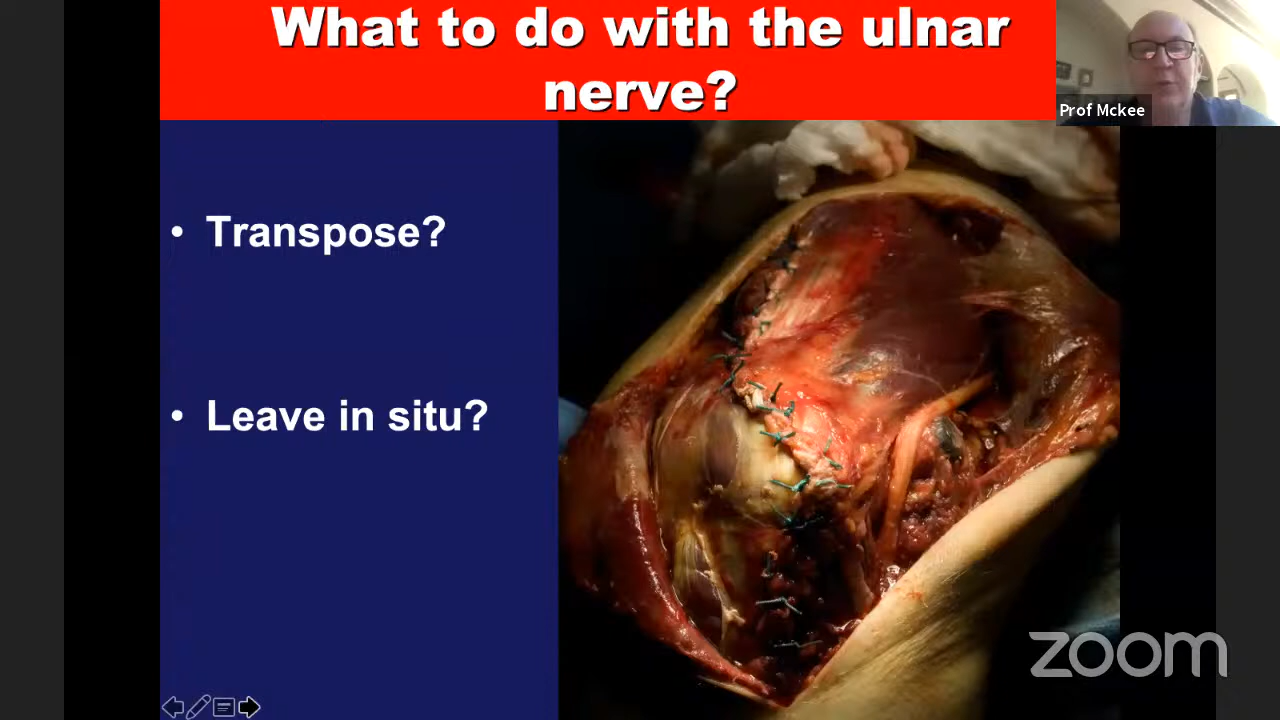 What to do with the ulnar
nerve?
Prof Mckee
• Transpose?
• Leave in situ?
zoom